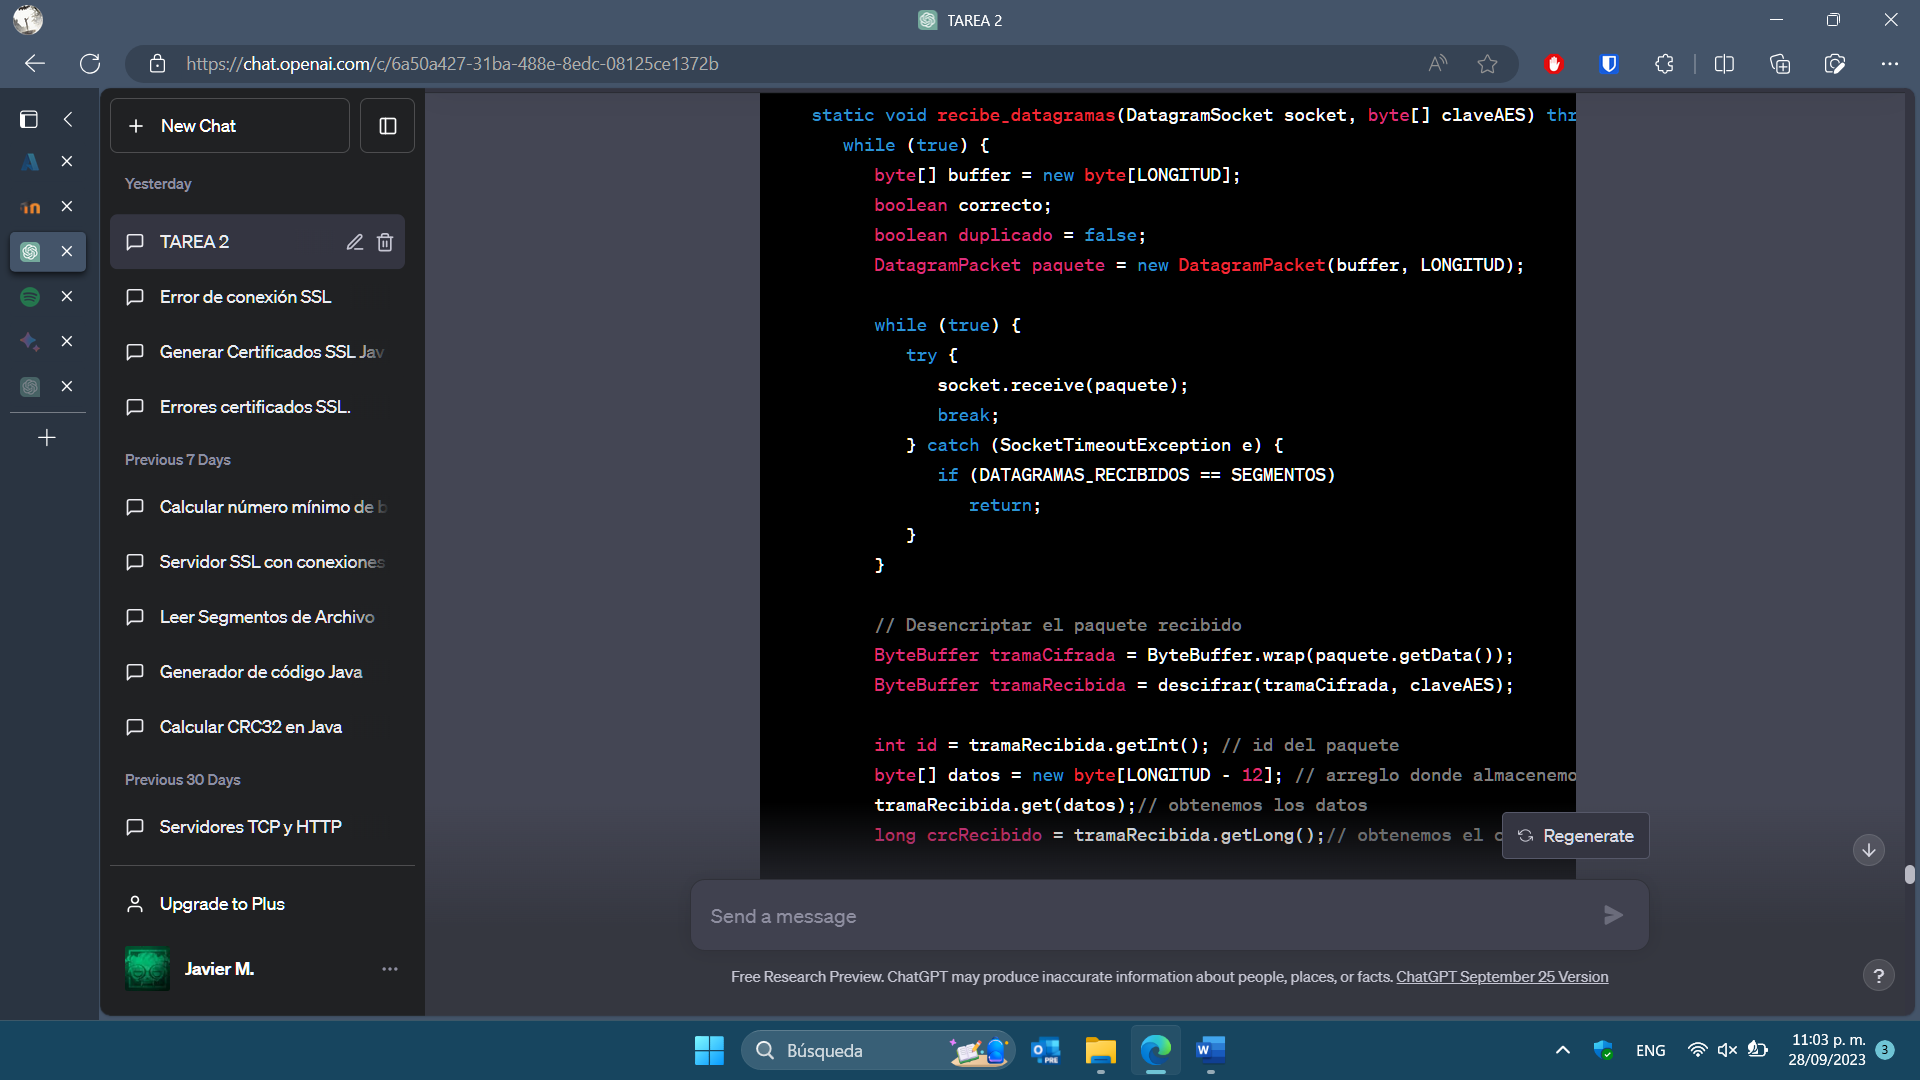 TAREA 2
https://chat.openai.com/c/6a50a427-31ba-488e-8edc-08125ce1372b
New Chat
Yesterday
TAREA 2
Error de conexión SSL
Generar Certificados SSL Jav
Errores certificados SSL.
Previous 7 Days
Calcular número mínimo de b
Servidor SSL con conexiones
Leer Segmentos de Archivo
Generador de código Java
Calcular CRC32 en Java
Previous 30 Days
Servidores TCP y HTTP
Upgrade to Plus
Javier M.
static void recibe_datagramas(DatagramSocket socket, byte[] claveAES) thr
while (true) {
byte[] buffer = new byte[LONGITUD];
boolean correcto;
boolean duplicado = false;
DatagramPacket paquete = new DatagramPacket(buffer, LONGITUD);
while (true) {
try {
socket.receive(paquete);
break;
} catch (SocketTimeoutException e) {
if (DATAGRAMAS_RECIBIDOS == SEGMENTOS)
return;
}
}
// Desencriptar el paquete recibido
ByteBuffer tramaCifrada = ByteBuffer.wrap(paquete.getData());
ByteBuffer tramaRecibida = descifrar(tramaCifrada, claveAES);
int id = tramaRecibida.getInt(); // id del paquete
byte[] datos = new byte[LONGITUD - 12]; // arreglo donde almacenemo
tramaRecibida.get(datos);// obtenemos los datos
long crcRecibido = tramaRecibida.getLong();// obtenemos el c
Regenerate
Send a message
Free Research Preview. ChatGPT may produce inaccurate information about people, places, or facts. ChatGPT September 25 Version
?
Búsqueda
ENG
11:03 p. m.
28/09/2023
3